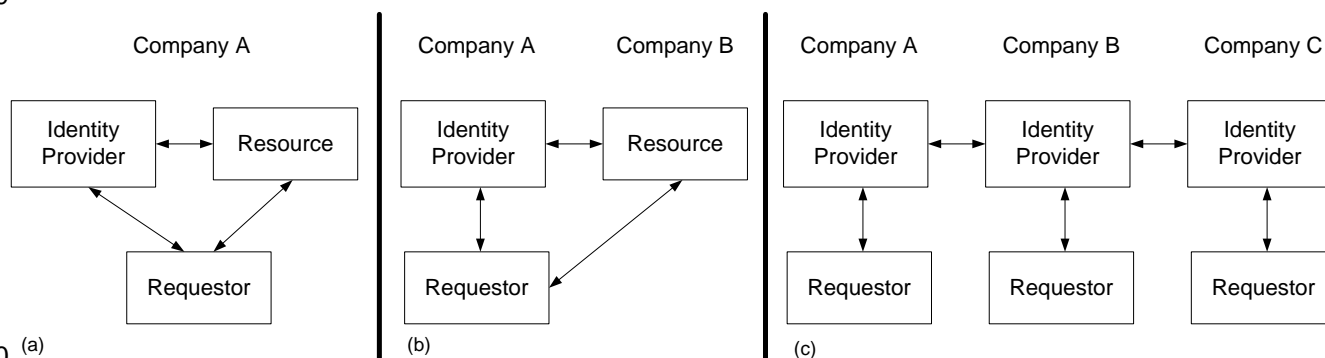 Company A
Company A Company B
Company A Company B Company C
Identity
Provider
Resource
Requestor
(a)
Identity
Provider
Resource
Requestor
(b)
Identity
Provider
Identity
Provider
Identity
Provider
Requestor
Requestor
Requestor
(c)